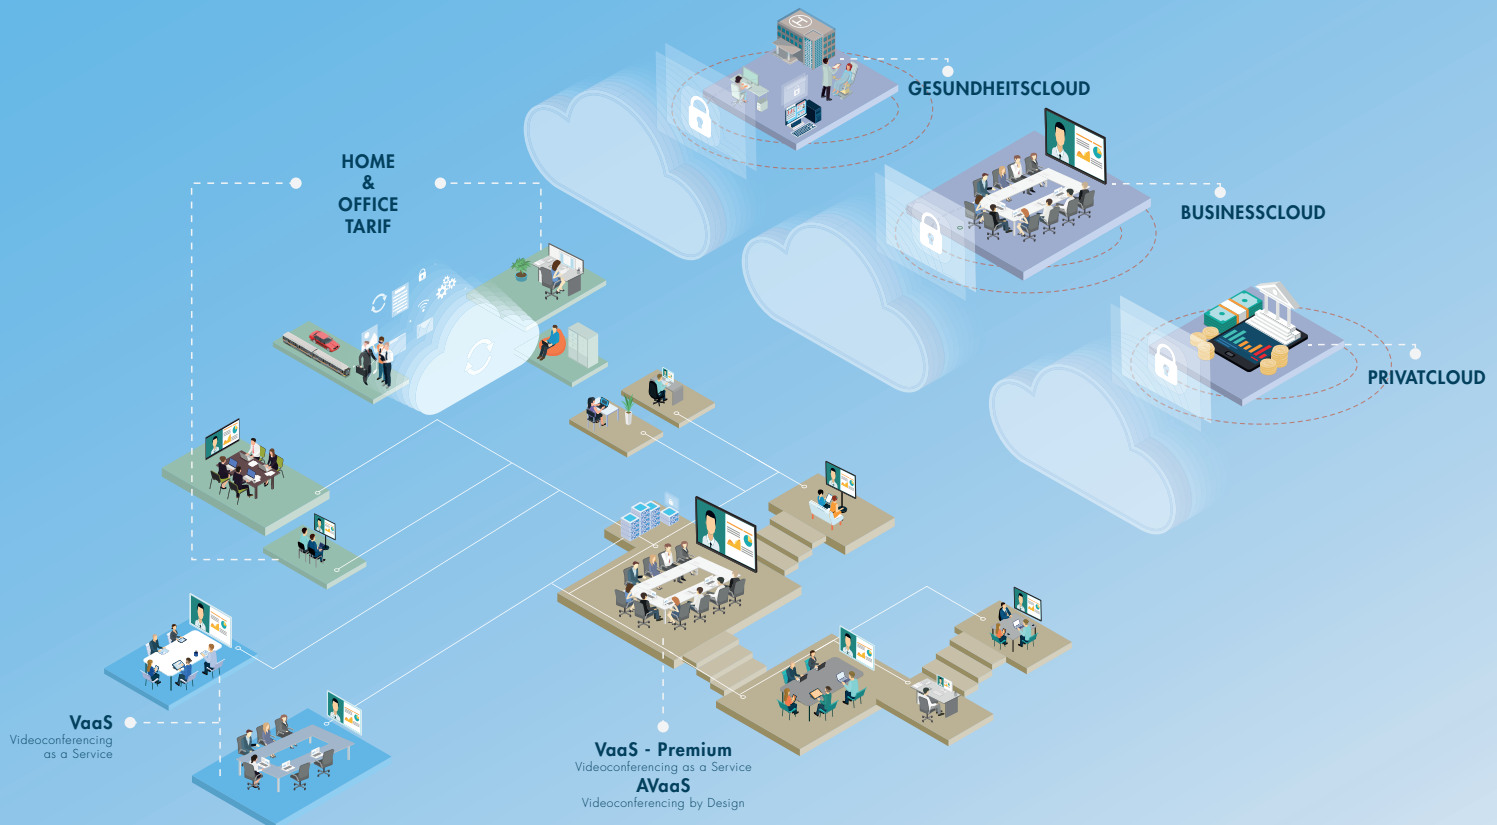 GESUNDHEITSCLOUD
HOME
&
OFFICE
TARIF
BUSINESSCLOUD
PRIVATCLOUD
VaaS
Videoconferencing
as a Service
VaaS - Premium
Videoconferencing as a Service
AVaaS
Videoconferencing by Design